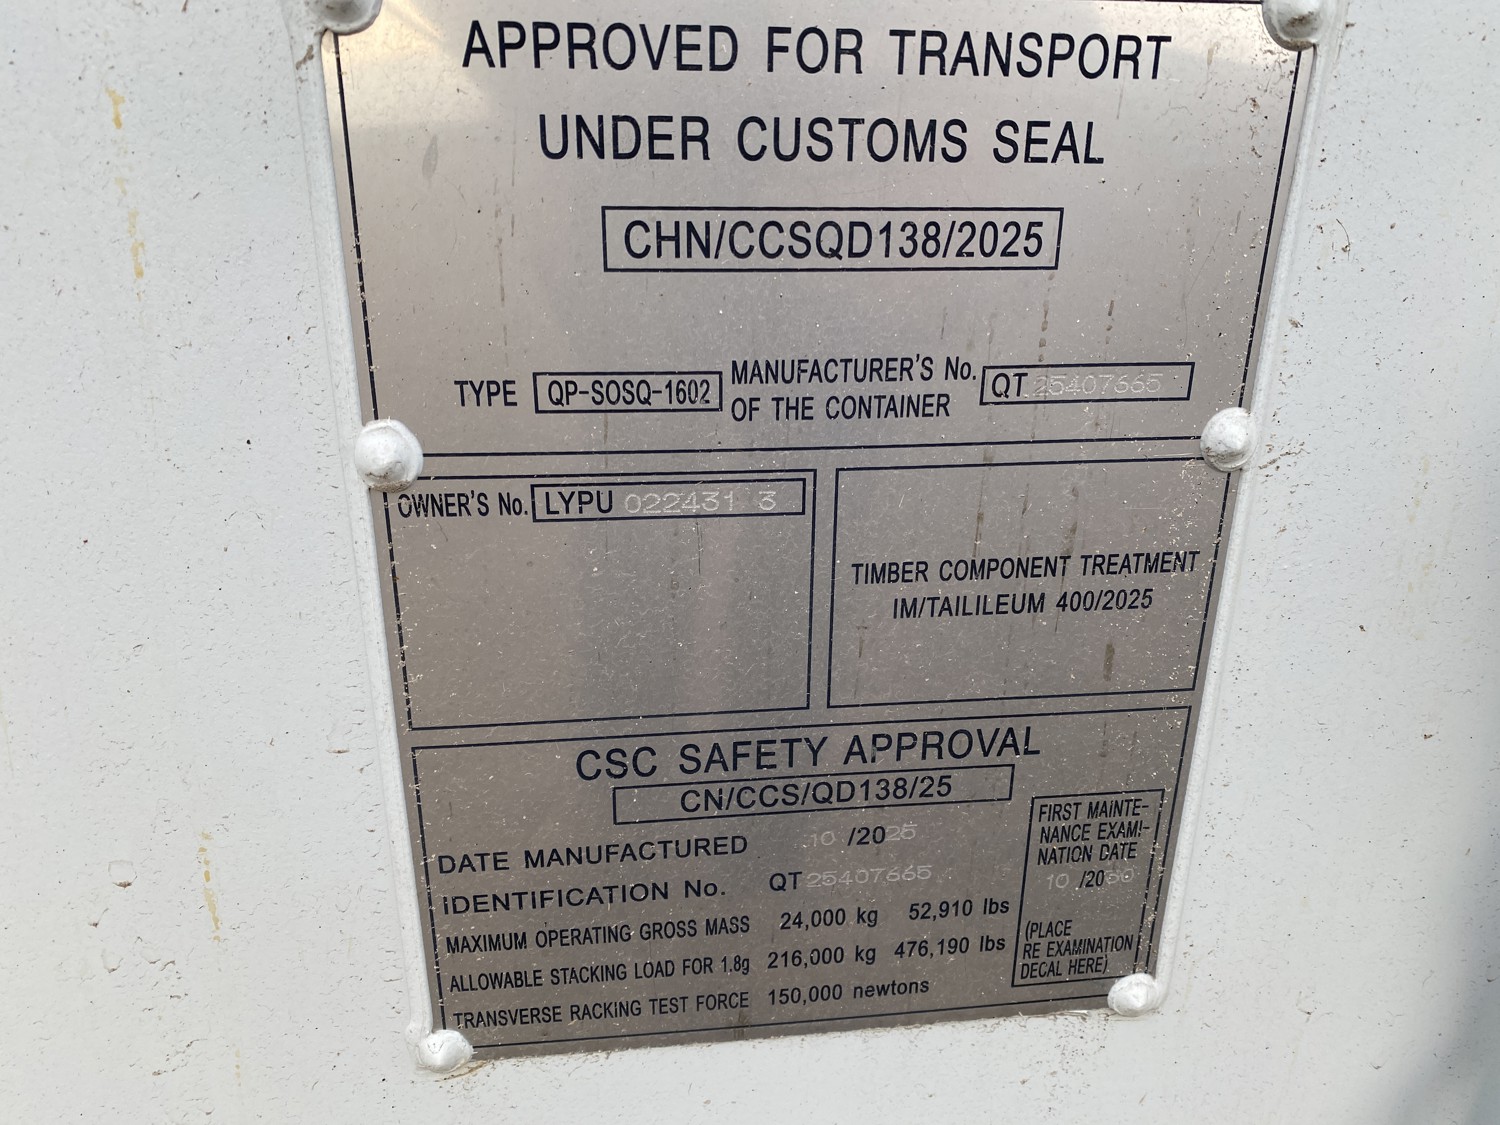 APPROVED FOR TRANSPORT
UNDER CUSTOMS SEAL
CHN/CCSQD138/2025
TYPE QP-SOSQ-1602 MANUFACTURER'S No. OF THE CONTAINER QT 25407665
OWNER'S No. LYPU 022431 3
TIMBER COMPONENT TREATMENT
IM/TAILILEUM 400/2025
CSC SAFETY APPROVAL
CN/CCS/QD138/25
DATE MANUFACTURED 10 /2025
IDENTIFICATION No. QT 25407665
MAXIMUM OPERATING GROSS MASS 24,000 kg 52,910 lbs
ALLOWABLE STACKING LOAD FOR 1.8g 216,000 kg 476,190 lbs
TRANSVERSE RACKING TEST FORCE 150,000 newtons
FIRST MAINTE-
NANCE EXAMI-
NATION DATE
10 /2030
(PLACE
RE EXAMINATION
DECAL HERE)